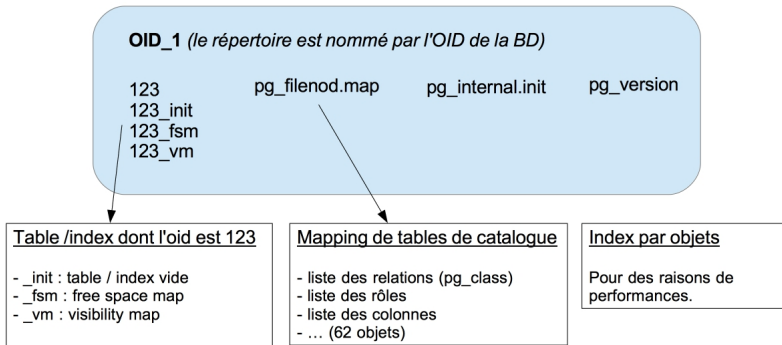 OID_1 (le répertoire est nommé par l'OID de la BD)
123 pg_filenod.map pg_internal.init pg_version
123_init
123_fsm
123_vm
Table /index dont l'oid est 123
- _init : table / index vide
- _fsm : free space map
- _vm : visibility map
Mapping de tables de catalogue
- liste des relations (pg_class)
- liste des rôles
- liste des colonnes
- … (62 objets)
Index par objets
Pour des raisons de
performances.